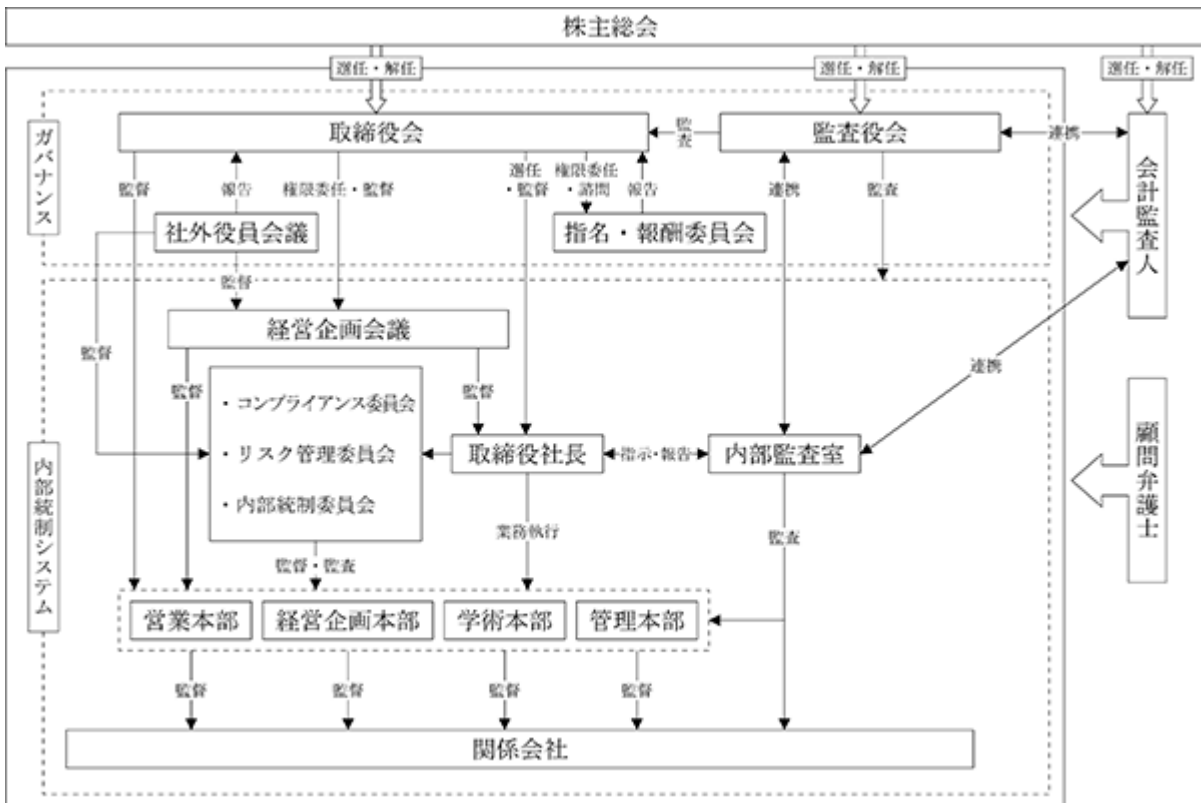 株主総会
選任・解任
選任・解任
選任・解任
ガバナンス
取締役会
監査
監査役会
連携
会計監査人
監督
報告
権限委任・監督
選任
・監督
権限委任
・諮問
報告
連携
監査
社外役員会議
指名・報酬委員会
監督
経営企画会議
監督
監督
監督
連携
・コンプライアンス委員会
・リスク管理委員会
・内部統制委員会
取締役社長
指示・報告
内部監査室
顧問弁護士
内部統制システム
業務執行
監査
監督・監査
営業本部
経営企画本部
学術本部
管理本部
監督
監督
監督
監督
関係会社